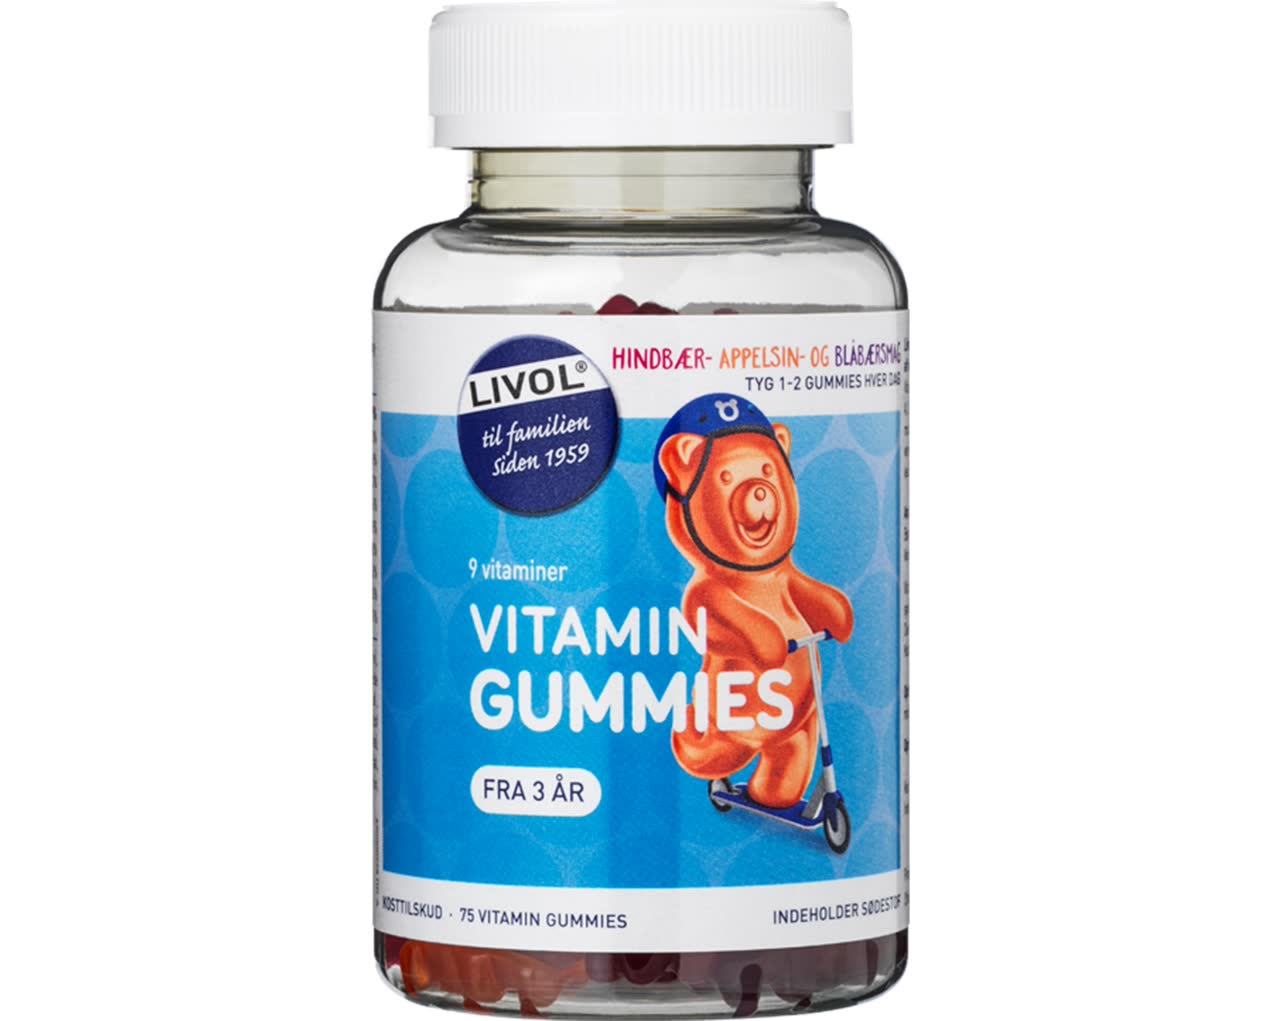 LIVOL®
til familien
siden 1959
HINDBÆR- APPELSIN- OG BLÅBÆRSMAG
TYG 1-2 GUMMIES HVER DAG
9 vitaminer
VITAMIN
GUMMIES
FRA 3 ÅR
KOSTTILSKUD · 75 VITAMIN GUMMIES
INDEHOLDER SØDESTOF